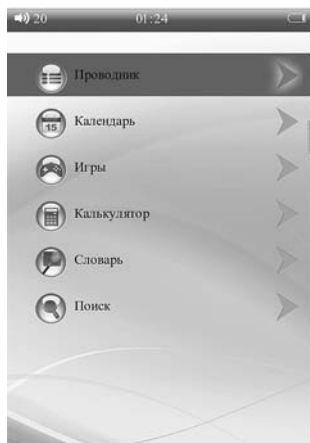 20 01:24
Проводник
15
Календарь
Игры
Калькулятор
Словарь
Поиск